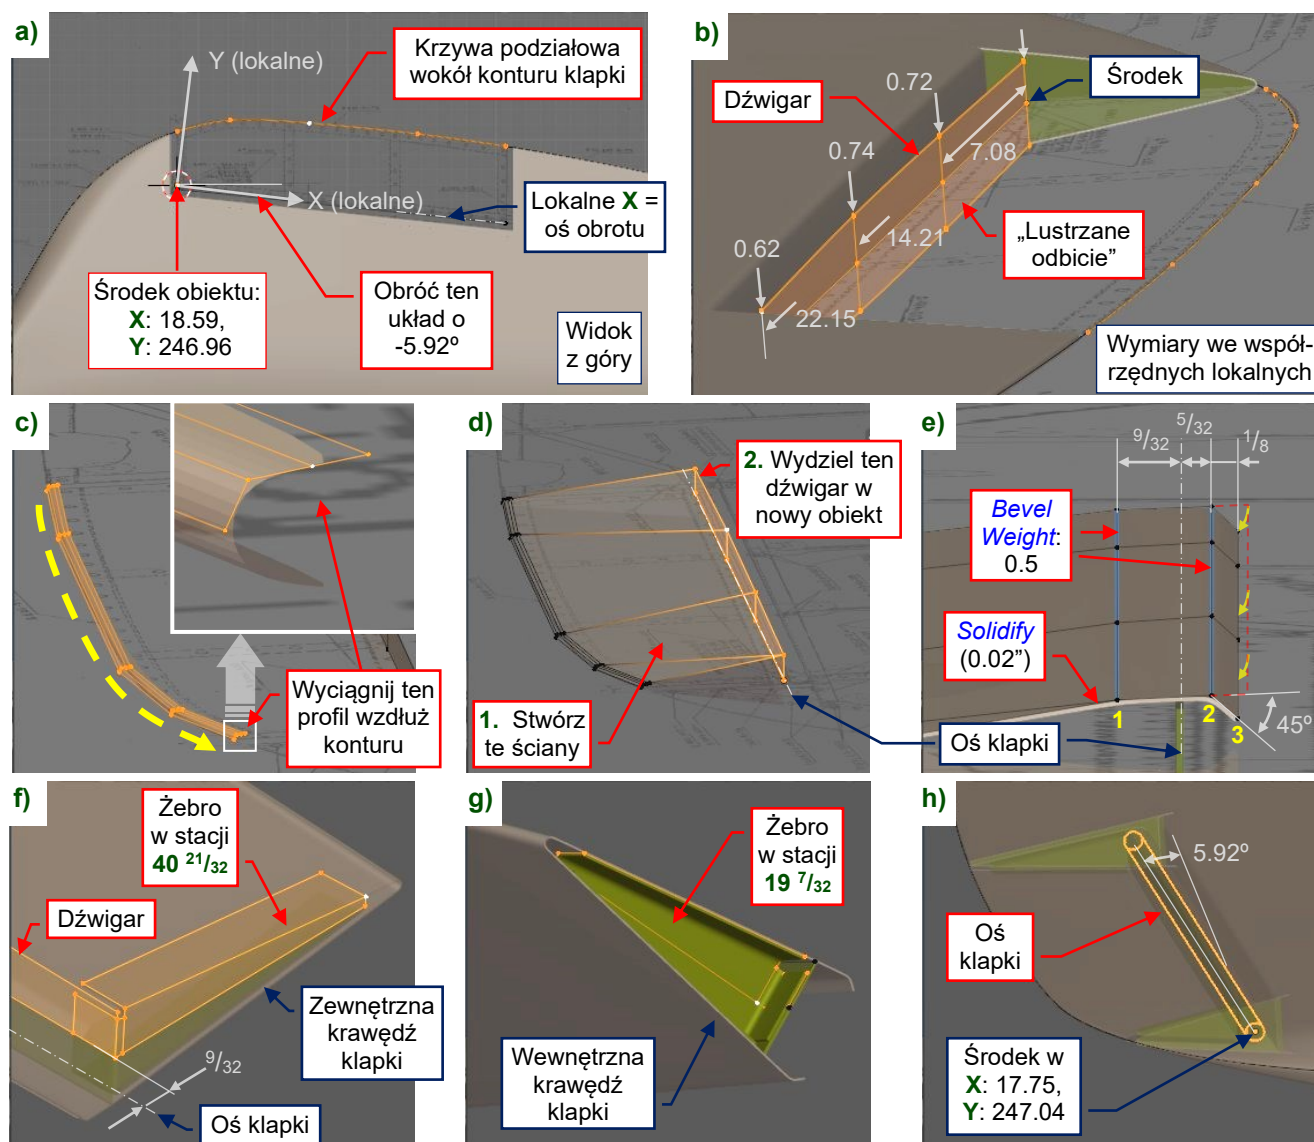 a)
Y (lokalne)
Krzywa podziałowa
wokół konturu klapki
X (lokalne)
Lokalne X =
oś obrotu
Środek obiektu:
X: 18.59,
Y: 246.96
Obróć ten
układ o
-5.92º
Widok
z góry
b)
Dźwigar
0.72
Środek
0.74
7.08
0.62
14.21
„Lustrzane
odbicie”
22.15
Wymiary we współ-
rzędnych lokalnych
c)
Wyciągnij ten
profil wzdłuż
konturu
d)
2. Wydziel ten
dźwigar w
nowy obiekt
1. Stwórz
te ściany
Oś klapki
e)
9/32
5/32
1/8
Bevel
Weight:
0.5
Solidify
(0.02”)
1
2
3
45º
f)
Żebro
w stacji
40 21/32
Dźwigar
Zewnętrzna
krawędź
klapki
9/32
Oś klapki
g)
Żebro
w stacji
19 7/32
Wewnętrzna
krawędź
klapki
h)
5.92º
Oś
klapki
Środek w
X: 17.75,
Y: 247.04